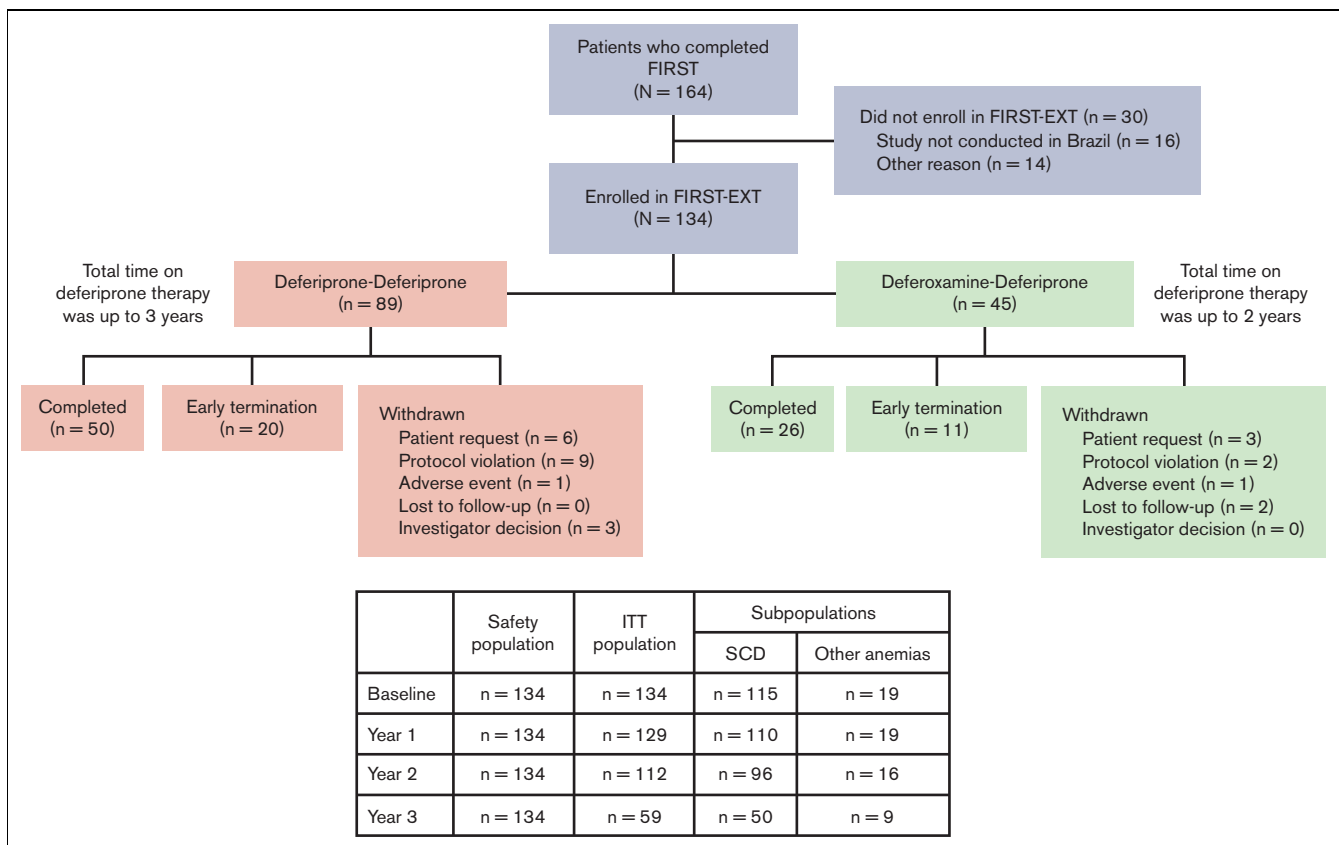 Patients who completed
FIRST
(N = 164)
Did not enroll in FIRST-EXT (n = 30)
Study not conducted in Brazil (n = 16)
Other reason (n = 14)
Enrolled in FIRST-EXT
(N = 134)
Total time on
deferiprone therapy
was up to 3 years
Deferiprone-Deferiprone
(n = 89)
Deferoxamine-Deferiprone
(n = 45)
Total time on
deferiprone therapy
was up to 2 years
Completed
(n = 50)
Early termination
(n = 20)
Withdrawn
Patient request (n = 6)
Protocol violation (n = 9)
Adverse event (n = 1)
Lost to follow-up (n = 0)
Investigator decision (n = 3)
Completed
(n = 26)
Early termination
(n = 11)
Withdrawn
Patient request (n = 3)
Protocol violation (n = 2)
Adverse event (n = 1)
Lost to follow-up (n = 2)
Investigator decision (n = 0)
Safety
population
ITT
population
Subpopulations
SCD
Other anemias
Baseline n = 134 n = 134 n = 115 n = 19
Year 1 n = 134 n = 129 n = 110 n = 19
Year 2 n = 134 n = 112 n = 96 n = 16
Year 3 n = 134 n = 59 n = 50 n = 9